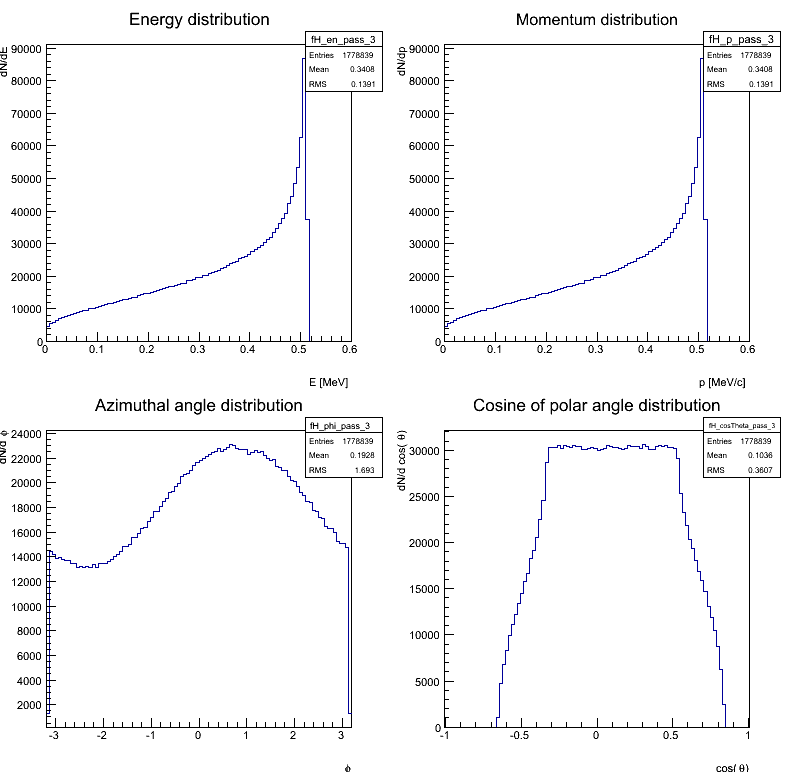 Energy distribution
dN/dE
fH_en_pass_3
Entries 1778839
Mean 0.3408
RMS 0.1391
90000
80000
70000
60000
50000
40000
30000
20000
10000
0
0 0.1 0.2 0.3 0.4 0.5 0.6
E [MeV]
Momentum distribution
dN/dp
fH_p_pass_3
Entries 1778839
Mean 0.3408
RMS 0.1391
90000
80000
70000
60000
50000
40000
30000
20000
10000
0
0 0.1 0.2 0.3 0.4 0.5 0.6
p [MeV/c]
Azimuthal angle distribution
dN/d ϕ
fH_phi_pass_3
Entries 1778839
Mean 0.1928
RMS 1.693
24000
22000
20000
18000
16000
14000
12000
10000
8000
6000
4000
2000
-3 -2 -1 0 1 2 3
ϕ
Cosine of polar angle distribution
dN/d cos( θ)
fH_cosTheta_pass_3
Entries 1778839
Mean 0.1036
RMS 0.3607
30000
25000
20000
15000
10000
5000
0
-1 -0.5 0 0.5 1
cos( θ)